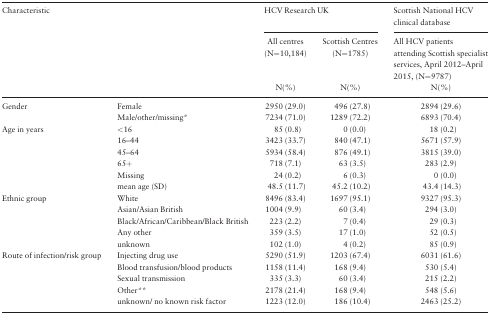 Characteristic HCV Research UK Scottish National HCV
clinical database
All centres Scottish Centres All HCV patients
(N=10,184) (N=1785) attending Scottish specialist
services, April 2012–April
2015, (N=9787)
N(%) N(%) N(%)
Gender Female 2950 (29.0) 496 (27.8) 2894 (29.6)
Male/other/missing* 7234 (71.0) 1289 (72.2) 6893 (70.4)
Age in years <16 85 (0.8) 0 (0.0) 18 (0.2)
16–44 3423 (33.7) 840 (47.1) 5671 (57.9)
45–64 5934 (58.4) 876 (49.1) 3815 (39.0)
65+ 718 (7.1) 63 (3.5) 283 (2.9)
Missing 24 (0.2) 6 (0.3) 0 (0.0)
mean age (SD) 48.5 (11.7) 45.2 (10.2) 43.4 (14.3)
Ethnic group White 8496 (83.4) 1697 (95.1) 9327 (95.3)
Asian/Asian British 1004 (9.9) 60 (3.4) 294 (3.0)
Black/African/Caribbean/Black British 223 (2.2) 7 (0.4) 29 (0.3)
Any other 359 (3.5) 17 (1.0) 52 (0.5)
unknown 102 (1.0) 4 (0.2) 85 (0.9)
Route of infection/risk group Injecting drug use 5290 (51.9) 1203 (67.4) 6031 (61.6)
Blood transfusion/blood products 1158 (11.4) 168 (9.4) 530 (5.4)
Sexual transmission 335 (3.3) 60 (3.4) 215 (2.2)
Other** 2178 (21.4) 168 (9.4) 548 (5.6)
unknown/ no known risk factor 1223 (12.0) 186 (10.4) 2463 (25.2)